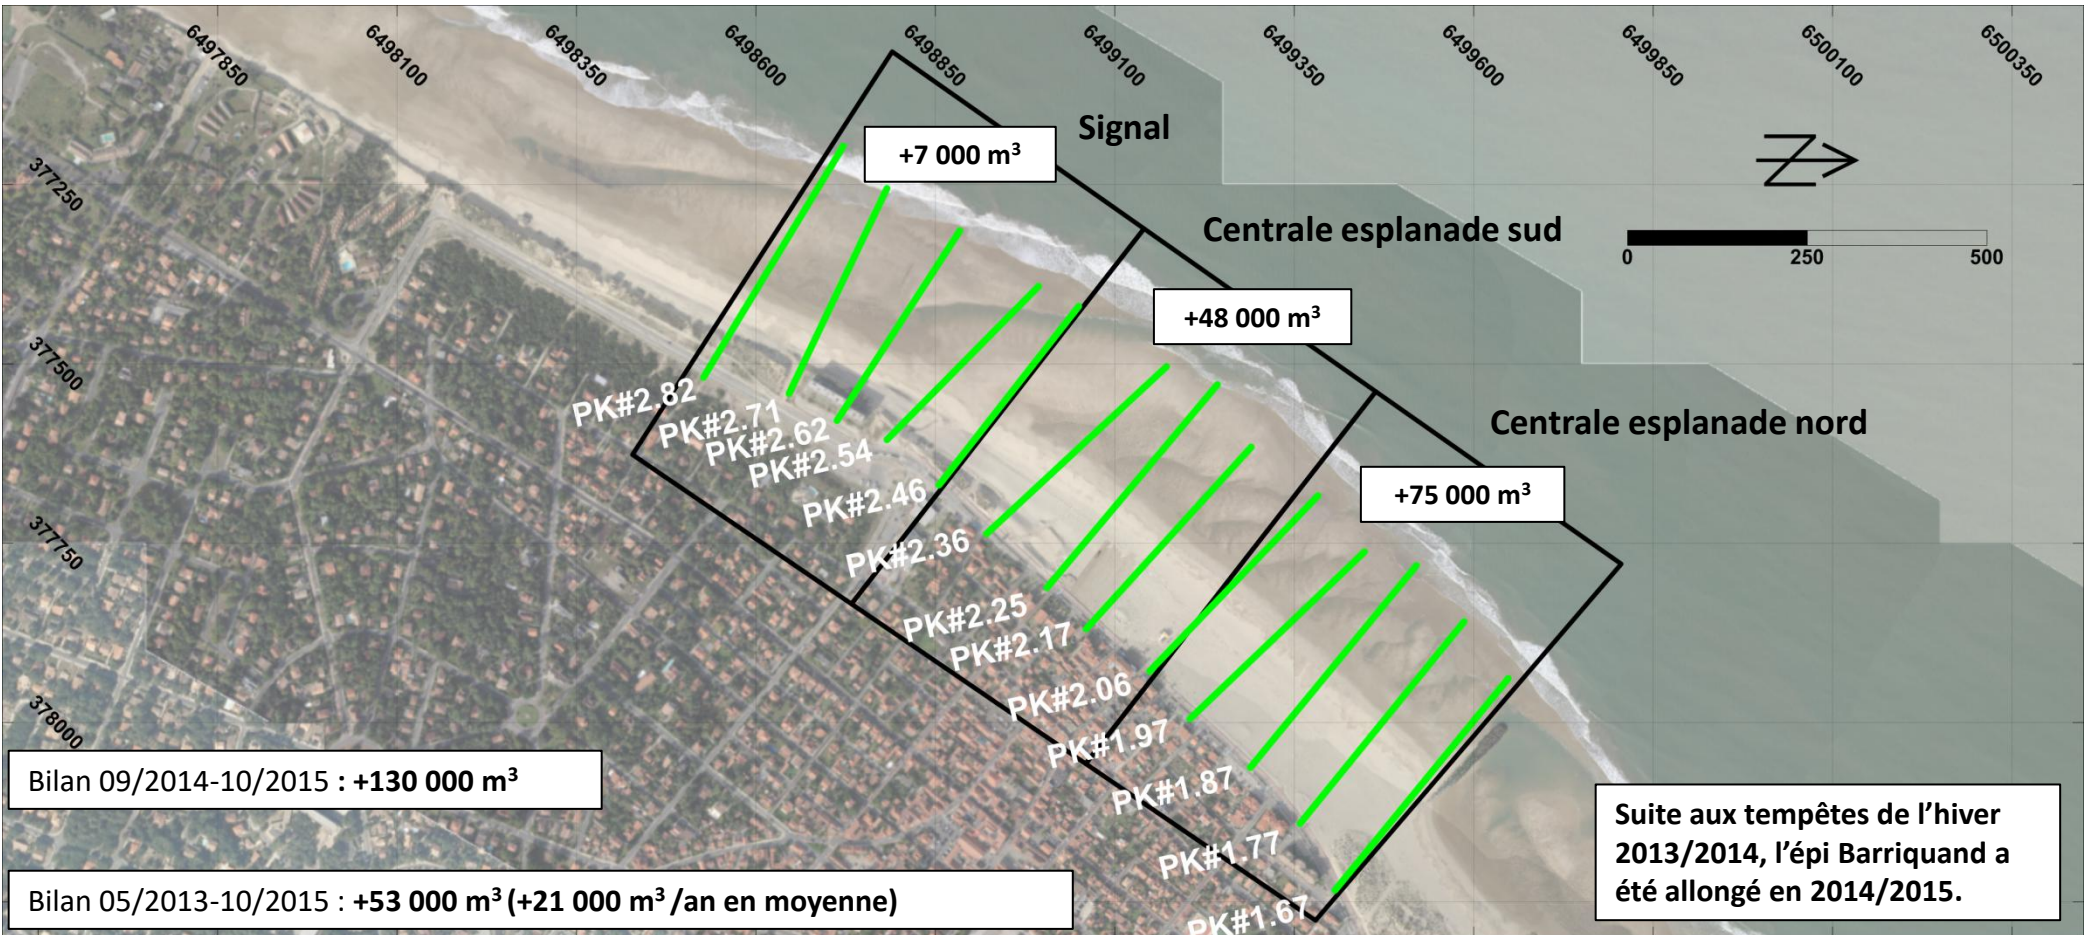 6497850
6498100
6498350
6498600
6498850
6499100
6499350
6499600
6499850
6500100
6500350
377250
377500
377750
378000
Signal
+7 000 m³
Centrale esplanade sud
+48 000 m³
Centrale esplanade nord
+75 000 m³
N
0 250 500
PK#2.82
PK#2.71
PK#2.62
PK#2.54
PK#2.46
PK#2.36
PK#2.25
PK#2.17
PK#2.06
PK#1.97
PK#1.87
PK#1.77
PK#1.67
Bilan 09/2014-10/2015 : +130 000 m³
Bilan 05/2013-10/2015 : +53 000 m³ (+21 000 m³ /an en moyenne)
Suite aux tempêtes de l’hiver
2013/2014, l’épi Barriquand a
été allongé en 2014/2015.